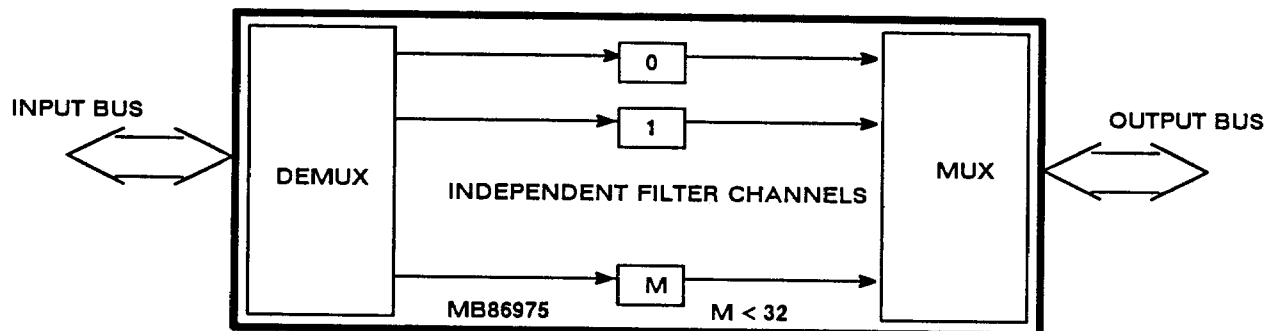 0
INPUT BUS
1
OUTPUT BUS
DEMUX
MUX
INDEPENDENT FILTER CHANNELS
M
MB86975
M < 32